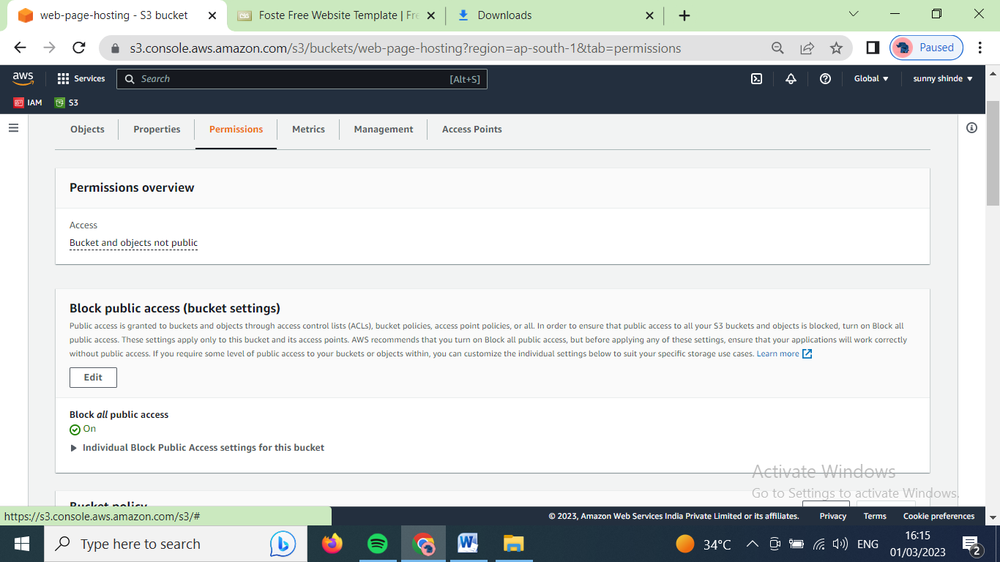 web-page-hosting - S3 bucket
Foste Free Website Template | Fre
Downloads
s3.console.aws.amazon.com/s3/buckets/web-page-hosting?region=ap-south-1&tab=permissions
Paused
aws
Services
Search
[Alt+S]
Global
sunny shinde
IAM
S3
Objects
Properties
Permissions
Metrics
Management
Access Points
Permissions overview
Access
Bucket and objects not public
Block public access (bucket settings)
Public access is granted to buckets and objects through access control lists (ACLs), bucket policies, access point policies, or all. In order to ensure that public access to all your S3 buckets and objects is blocked, turn on Block all
public access. These settings apply only to this bucket and its access points. AWS recommends that you turn on Block all public access, but before applying any of these settings, ensure that your applications will work correctly
without public access. If you require some level of public access to your buckets or objects within, you can customize the individual settings below to suit your specific storage use cases. Learn more
Edit
Block all public access
On
Individual Block Public Access settings for this bucket
Activate Windows
Go to Settings to activate Windows.
Bucket policy
https://s3.console.aws.amazon.com/s3/#
© 2023, Amazon Web Services India Private Limited or its affiliates.
Privacy
Terms
Cookie preferences
Type here to search
34°C
ENG
16:15
01/03/2023
2